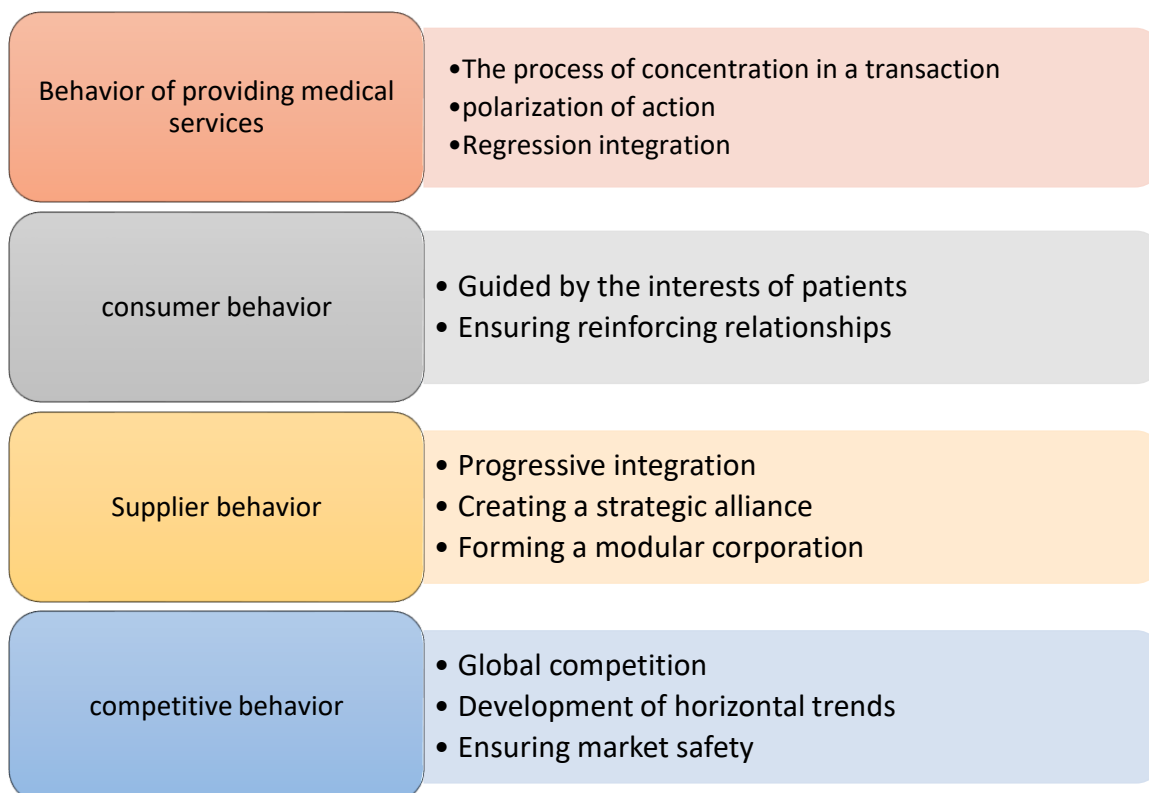 Behavior of providing medical
services
•The process of concentration in a transaction
•polarization of action
•Regression integration
consumer behavior
• Guided by the interests of patients
• Ensuring reinforcing relationships
Supplier behavior
• Progressive integration
• Creating a strategic alliance
• Forming a modular corporation
competitive behavior
• Global competition
• Development of horizontal trends
• Ensuring market safety